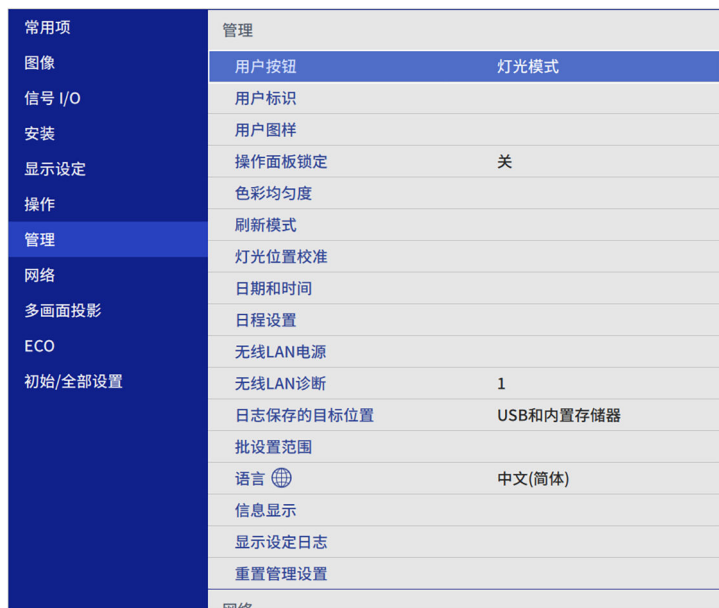 常用项
图像
信号 I/O
安装
显示设定
操作
管理
网络
多画面投影
ECO
初始/全部设置
管理
用户按钮 灯光模式
用户标识
用户图样
操作面板锁定 关
色彩均匀度
刷新模式
灯光位置校准
日期和时间
日程设置
无线LAN电源
无线LAN诊断 1
日志保存的目标位置 USB和内置存储器
批设置范围
语言 中文(简体)
信息显示
显示设定日志
重置管理设置
网络